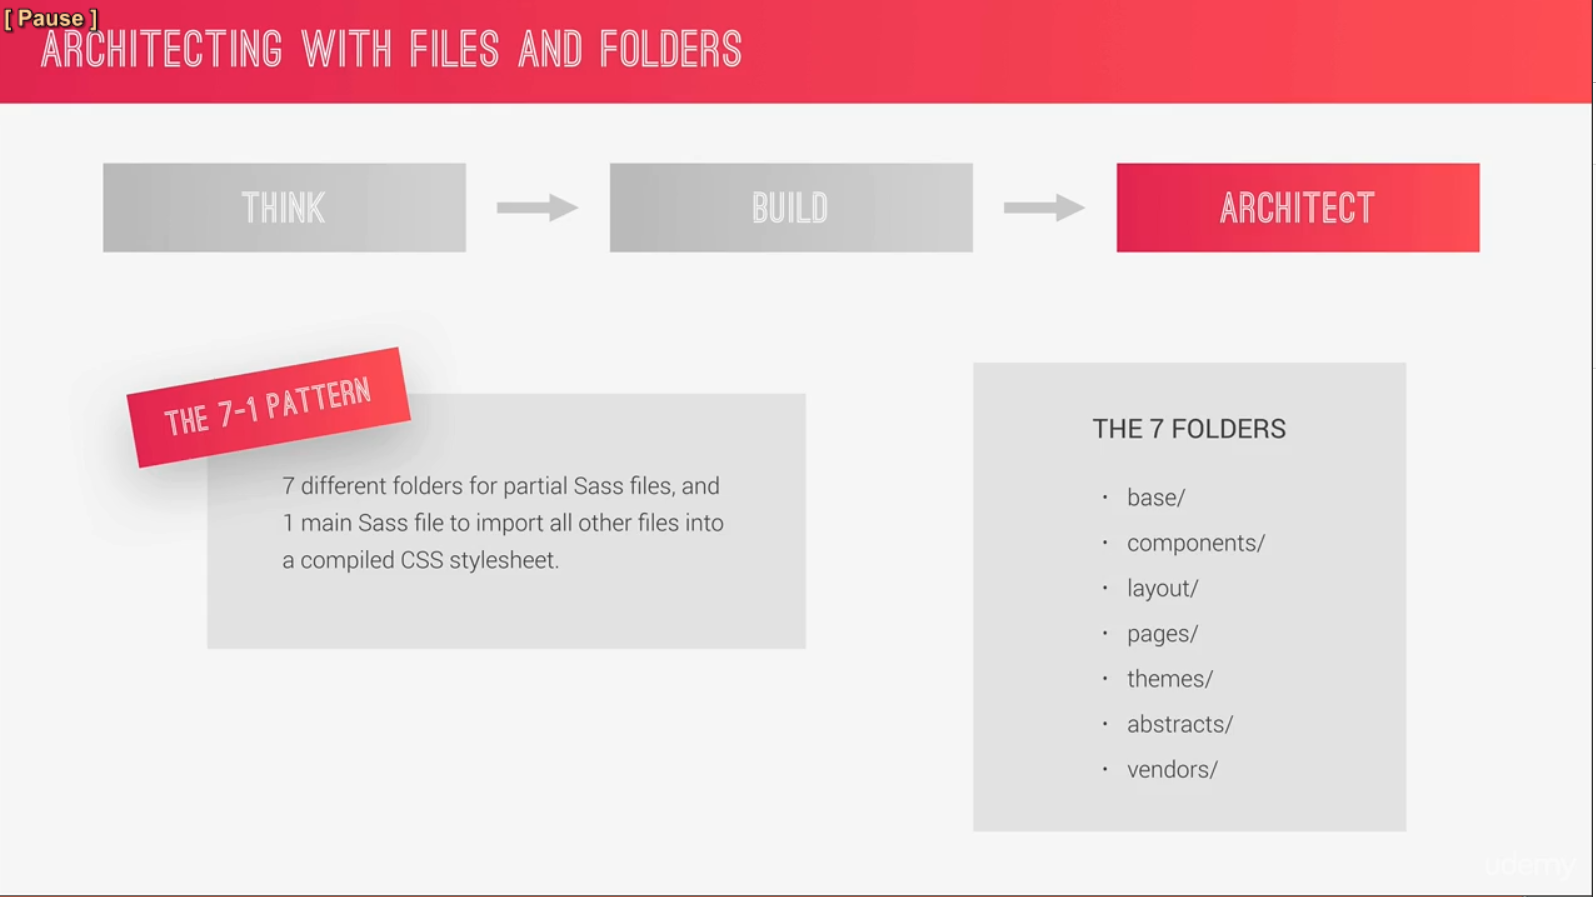 [ Pause ]
ARCHITECTING WITH FILES AND FOLDERS
THINK
BUILD
ARCHITECT
THE 7-1 PATTERN
7 different folders for partial Sass files, and
1 main Sass file to import all other files into
a compiled CSS stylesheet.
THE 7 FOLDERS
• base/
• components/
• layout/
• pages/
• themes/
• abstracts/
• vendors/
udemy